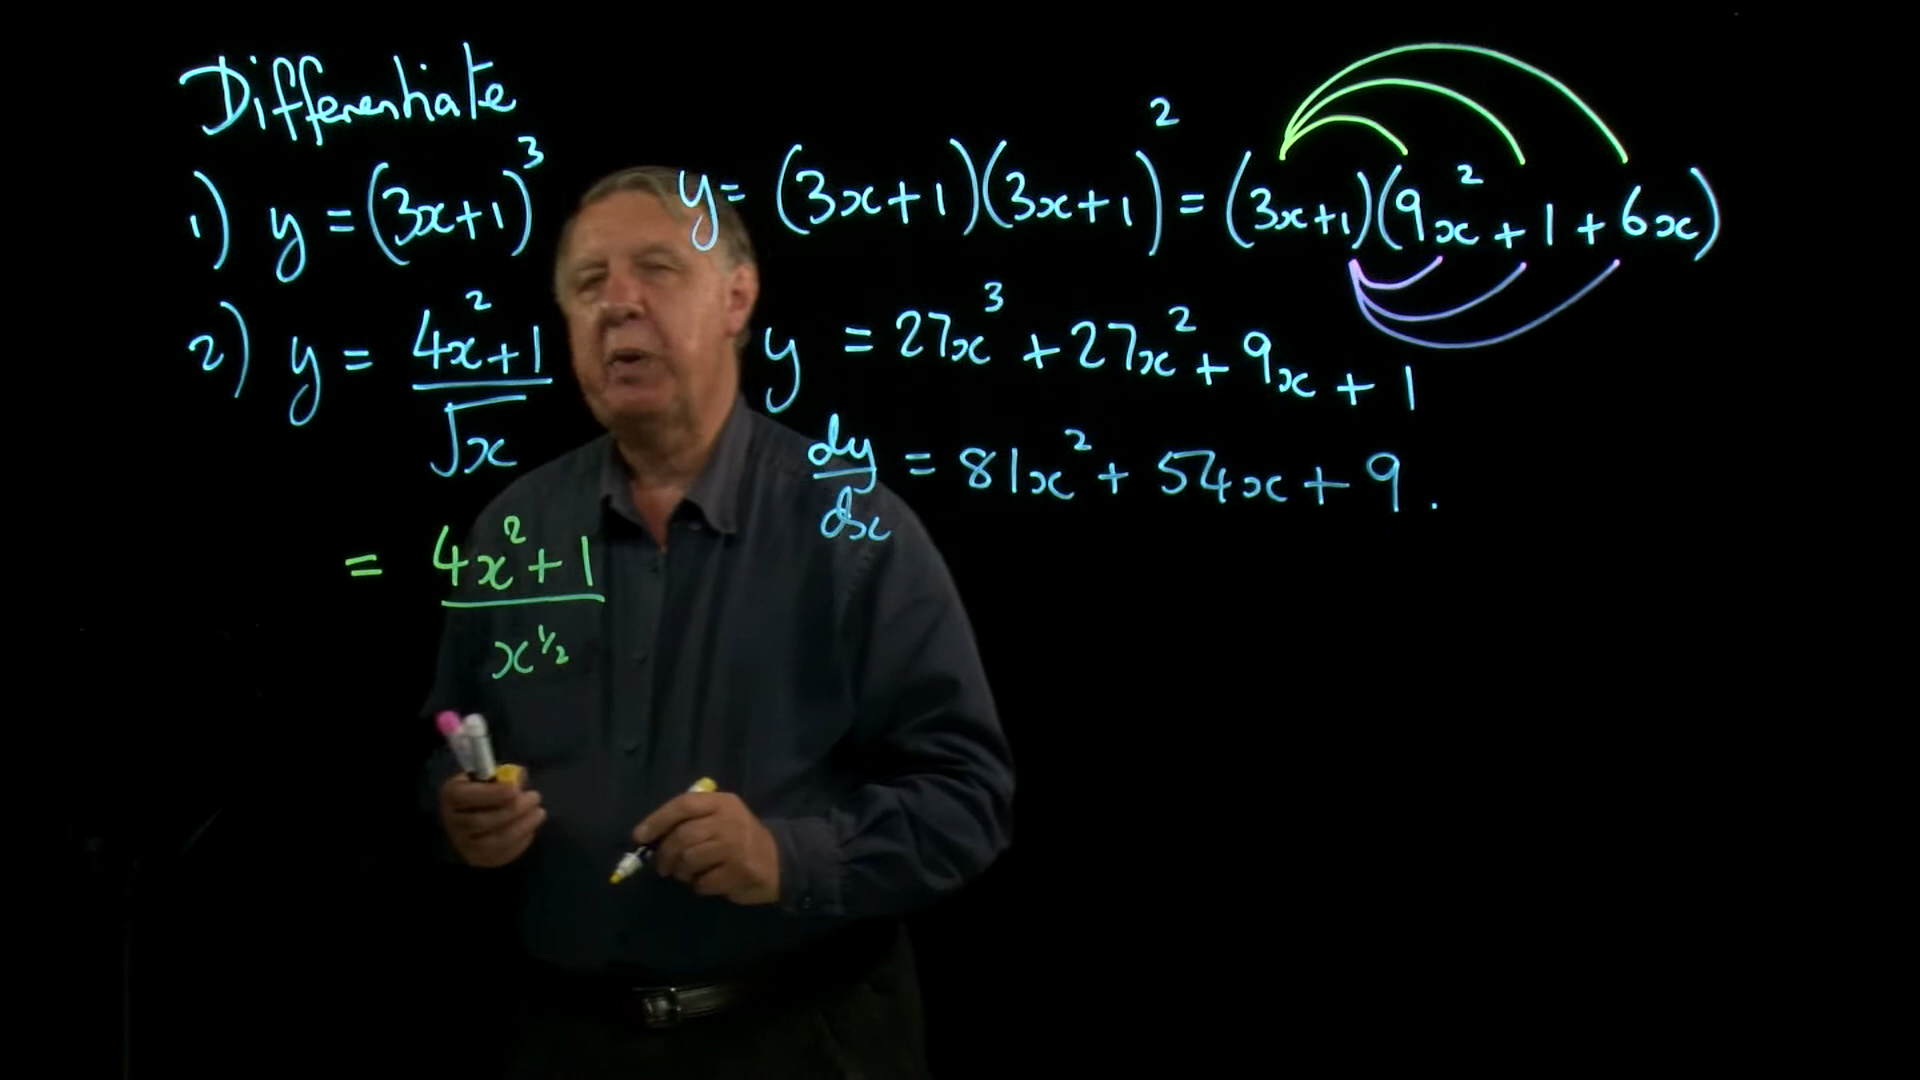 Differentiate
1) y = (3x+1)³
y = (3x+1)(3x+1)² = (3x+1)(9x² + 1 + 6x)
2) y = (4x²+1)/√x
y = 27x³ + 27x² + 9x + 1
dy/dx = 81x² + 54x + 9.
= (4x²+1)/x^½